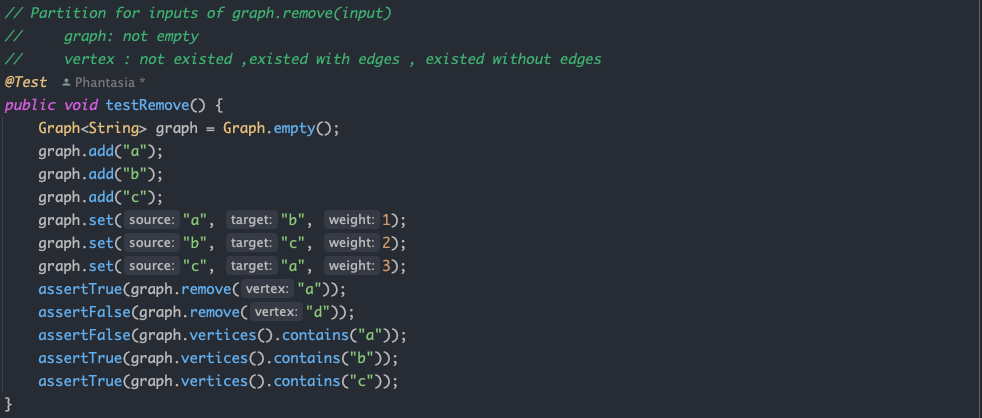 // Partition for inputs of graph.remove(input)
//     graph: not empty
//     vertex : not existed ,existed with edges , existed without edges
@Test  Phantasia *
public void testRemove() {
    Graph<String> graph = Graph.empty();
    graph.add("a");
    graph.add("b");
    graph.add("c");
    graph.set( source: "a",  target: "b",  weight: 1);
    graph.set( source: "b",  target: "c",  weight: 2);
    graph.set( source: "c",  target: "a",  weight: 3);
    assertTrue(graph.remove( vertex: "a"));
    assertFalse(graph.remove( vertex: "d"));
    assertFalse(graph.vertices().contains("a"));
    assertTrue(graph.vertices().contains("b"));
    assertTrue(graph.vertices().contains("c"));
}